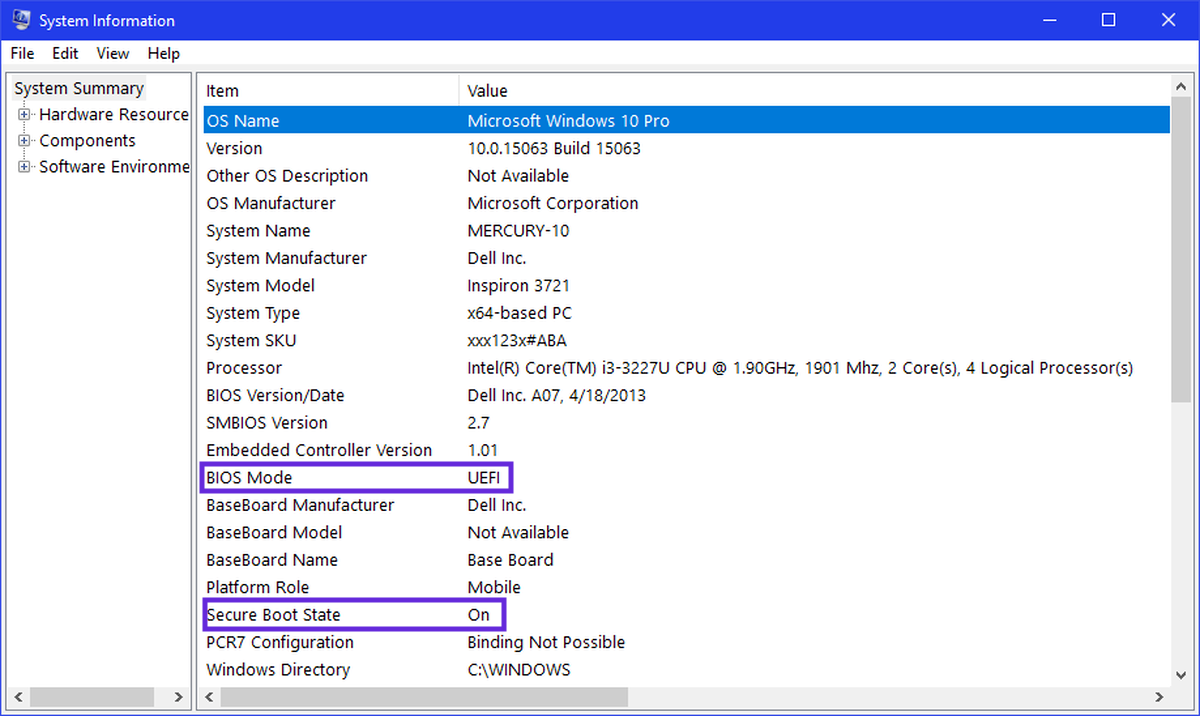 System Information
File Edit View Help
System Summary
Hardware Resource
Components
Software Environme
Item Value
OS Name Microsoft Windows 10 Pro
Version 10.0.15063 Build 15063
Other OS Description Not Available
OS Manufacturer Microsoft Corporation
System Name MERCURY-10
System Manufacturer Dell Inc.
System Model Inspiron 3721
System Type x64-based PC
System SKU xxx123x#ABA
Processor Intel(R) Core(TM) i3-3227U CPU @ 1.90GHz, 1901 Mhz, 2 Core(s), 4 Logical Processor(s)
BIOS Version/Date Dell Inc. A07, 4/18/2013
SMBIOS Version 2.7
Embedded Controller Version 1.01
BIOS Mode UEFI
BaseBoard Manufacturer Dell Inc.
BaseBoard Model Not Available
BaseBoard Name Base Board
Platform Role Mobile
Secure Boot State On
PCR7 Configuration Binding Not Possible
Windows Directory C:\WINDOWS